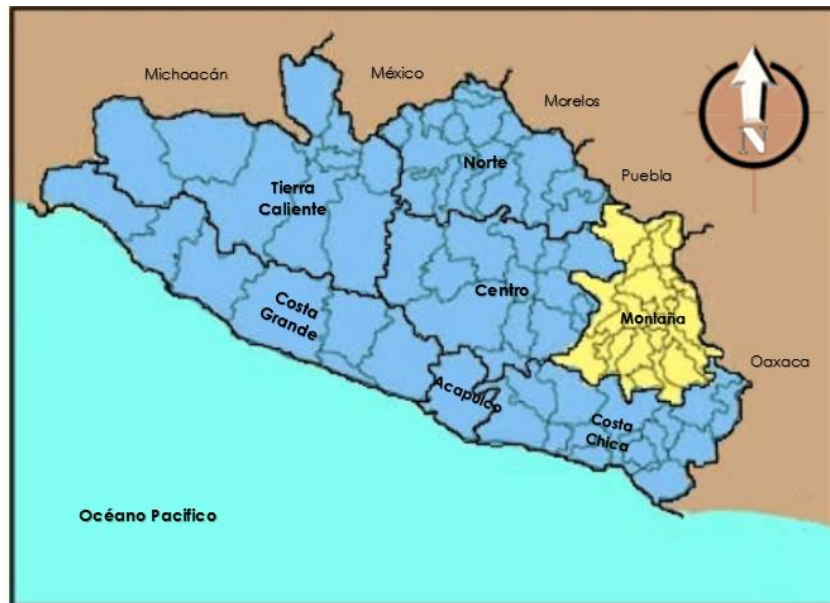 Michoacán
México
Morelos
N
Norte
Puebla
Tierra
Caliente
Centro
Costa
Grande
Montaña
Oaxaca
Acapulco
Costa
Chica
Océano Pacifico